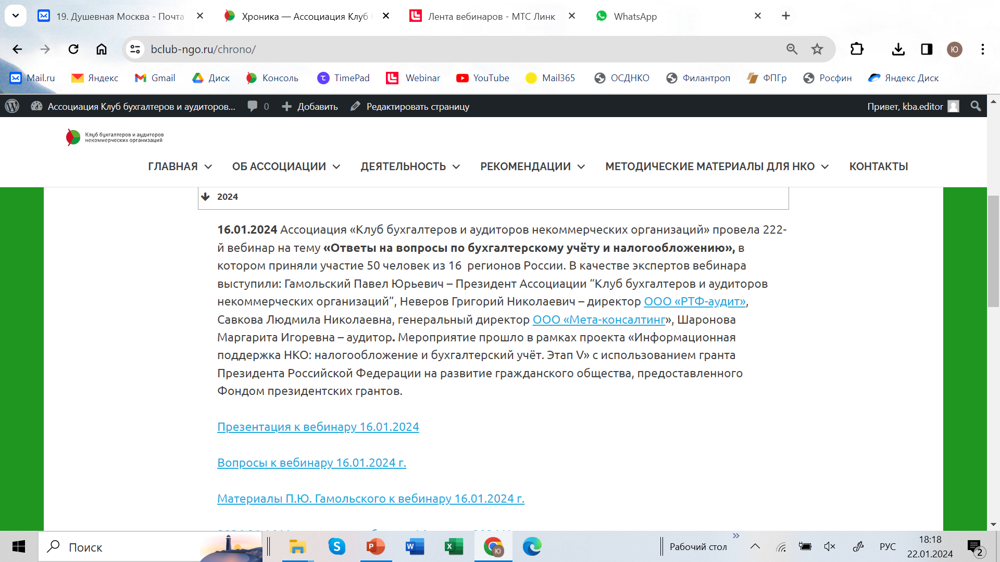 19. Душевная Москва - Почта
Хроника — Ассоциация Клуб
Лента вебинаров - МТС Линк
WhatsApp
bclub-ngo.ru/chrono/
Ю
Mail.ru
Яндекс
Gmail
Диск
Консоль
TimePad
Webinar
YouTube
Mail365
ОСДНКО
Филантроп
ФПГр
Росфин
Яндекс Диск
Ассоциация Клуб бухгалтеров и аудиторов...
0
Добавить
Редактировать страницу
Привет, kba.editor
Клуб бухгалтеров и аудиторов
некоммерческих организаций
ГЛАВНАЯ
ОБ АССОЦИАЦИИ
ДЕЯТЕЛЬНОСТЬ
РЕКОМЕНДАЦИИ
МЕТОДИЧЕСКИЕ МАТЕРИАЛЫ ДЛЯ НКО
КОНТАКТЫ
2024
16.01.2024 Ассоциация «Клуб бухгалтеров и аудиторов некоммерческих организаций» провела 222-
й вебинар на тему «Ответы на вопросы по бухгалтерскому учёту и налогообложению», в
котором приняли участие 50 человек из 16 регионов России. В качестве экспертов вебинара
выступили: Гамольский Павел Юрьевич – Президент Ассоциации “Клуб бухгалтеров и аудиторов
некоммерческих организаций”, Неверов Григорий Николаевич – директор ООО «РТФ-аудит»,
Савкова Людмила Николаевна, генеральный директор ООО «Мета-консалтинг», Шаронова
Маргарита Игоревна – аудитор. Мероприятие прошло в рамках проекта «Информационная
поддержка НКО: налогообложение и бухгалтерский учёт. Этап V» с использованием гранта
Президента Российской Федерации на развитие гражданского общества, предоставленного
Фондом президентских грантов.
Презентация к вебинару 16.01.2024
Вопросы к вебинару 16.01.2024 г.
Материалы П.Ю. Гамольского к вебинару 16.01.2024 г.
Поиск
Рабочий стол
РУС
18:18
22.01.2024
2